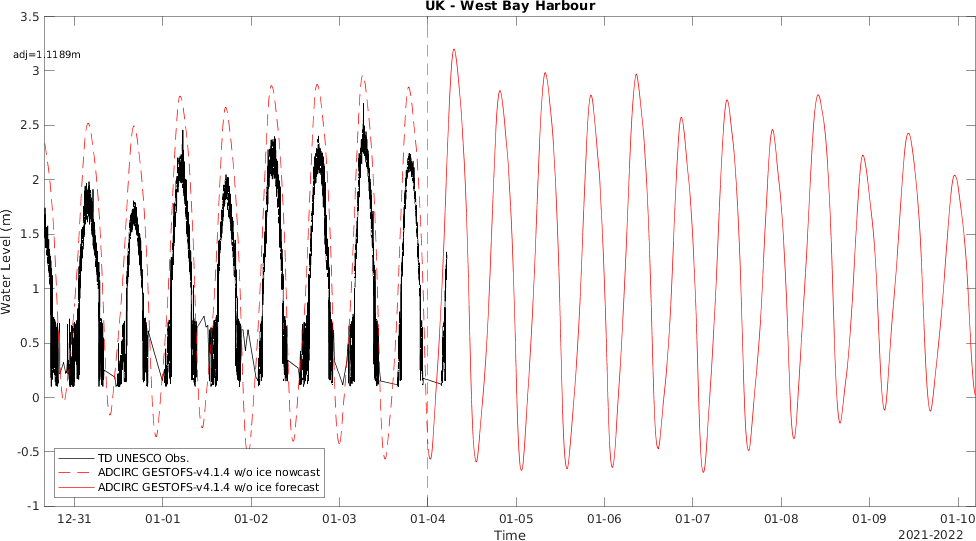 UK - West Bay Harbour
adj=1.1189m
3.5
3
2.5
2
1.5
1
0.5
0
-0.5
-1
Water Level (m)
TD UNESCO Obs.
ADCIRC GESTOFS-v4.1.4 w/o ice nowcast
ADCIRC GESTOFS-v4.1.4 w/o ice forecast
12-31 01-01 01-02 01-03 01-04 01-05 01-06 01-07 01-08 01-09 01-10
Time
2021-2022